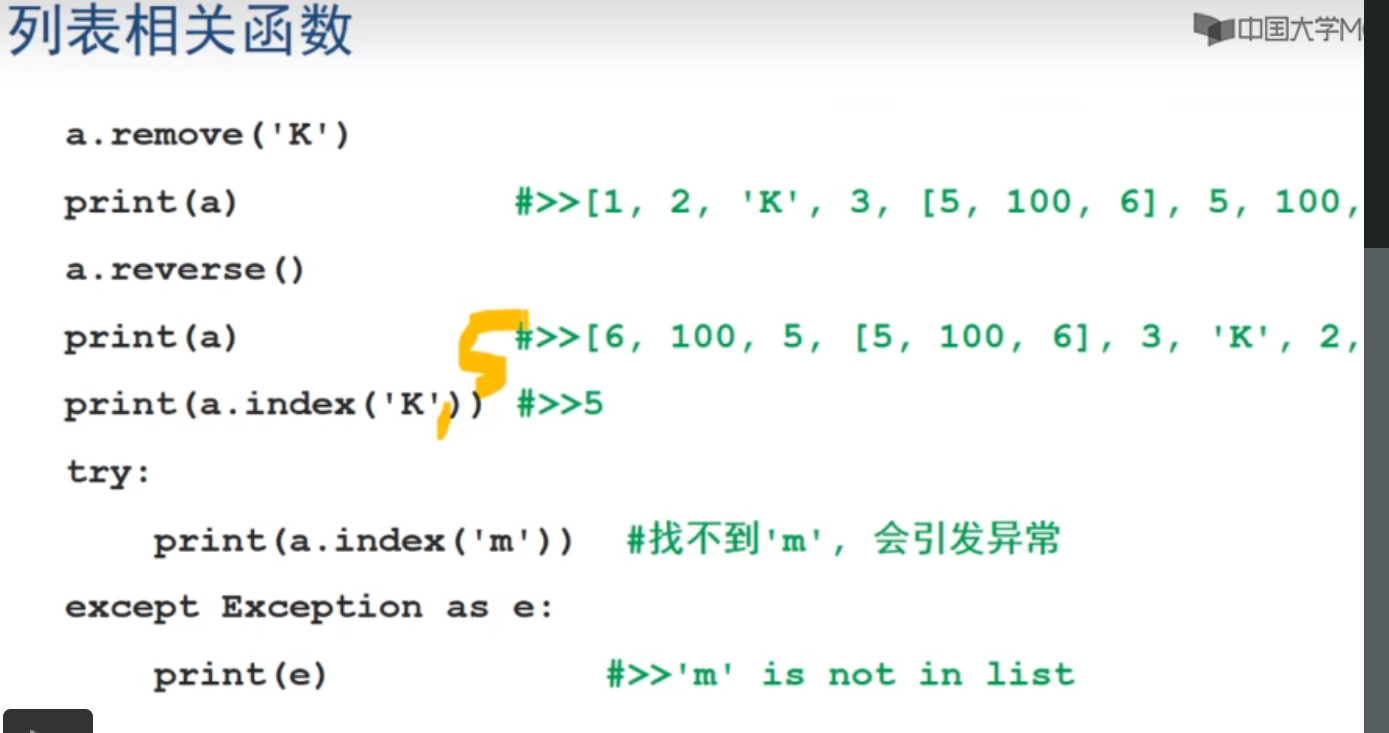 列表相关函数
中国大学M
a.remove('K')
print(a) #>>[1, 2, 'K', 3, [5, 100, 6], 5, 100,
a.reverse()
print(a) #>>[6, 100, 5, [5, 100, 6], 3, 'K', 2,
5
print(a.index('K',)) #>>5
try:
print(a.index('m')) #找不到'm', 会引发异常
except Exception as e:
print(e) #>>'m' is not in list